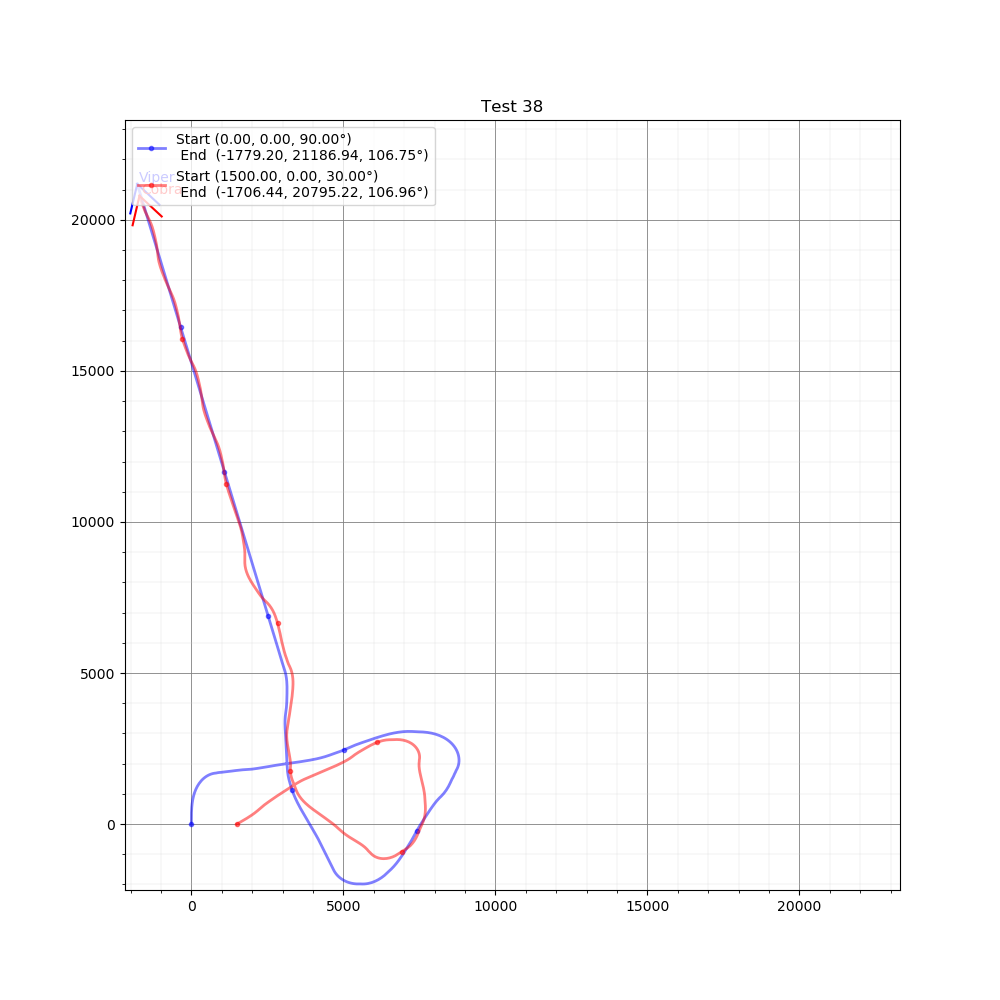 Test 38
Start (0.00, 0.00, 90.00°)
End (-1779.20, 21186.94, 106.75°)
Viper
Start (1500.00, 0.00, 30.00°)
obra
End (-1706.44, 20795.22, 106.96°)
20000
15000
10000
5000
0
0 5000 10000 15000 20000